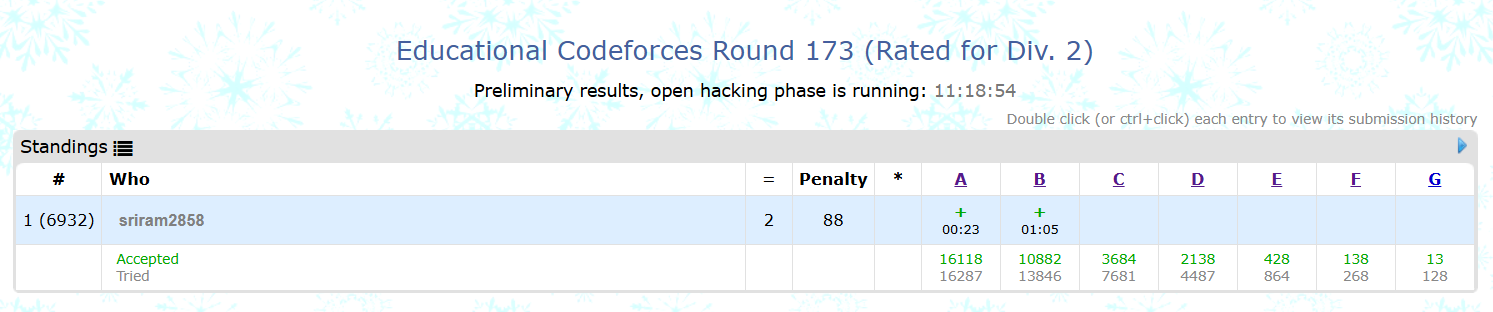 Educational Codeforces Round 173 (Rated for Div. 2)
Preliminary results, open hacking phase is running: 11:18:54
Double click (or ctrl+click) each entry to view its submission history
Standings
# Who = Penalty * A B C D E F G
1 (6932) sriram2858 2 88 + +
00:23 01:05
Accepted 16118 10882 3684 2138 428 138 13
Tried 16287 13846 7681 4487 864 268 128